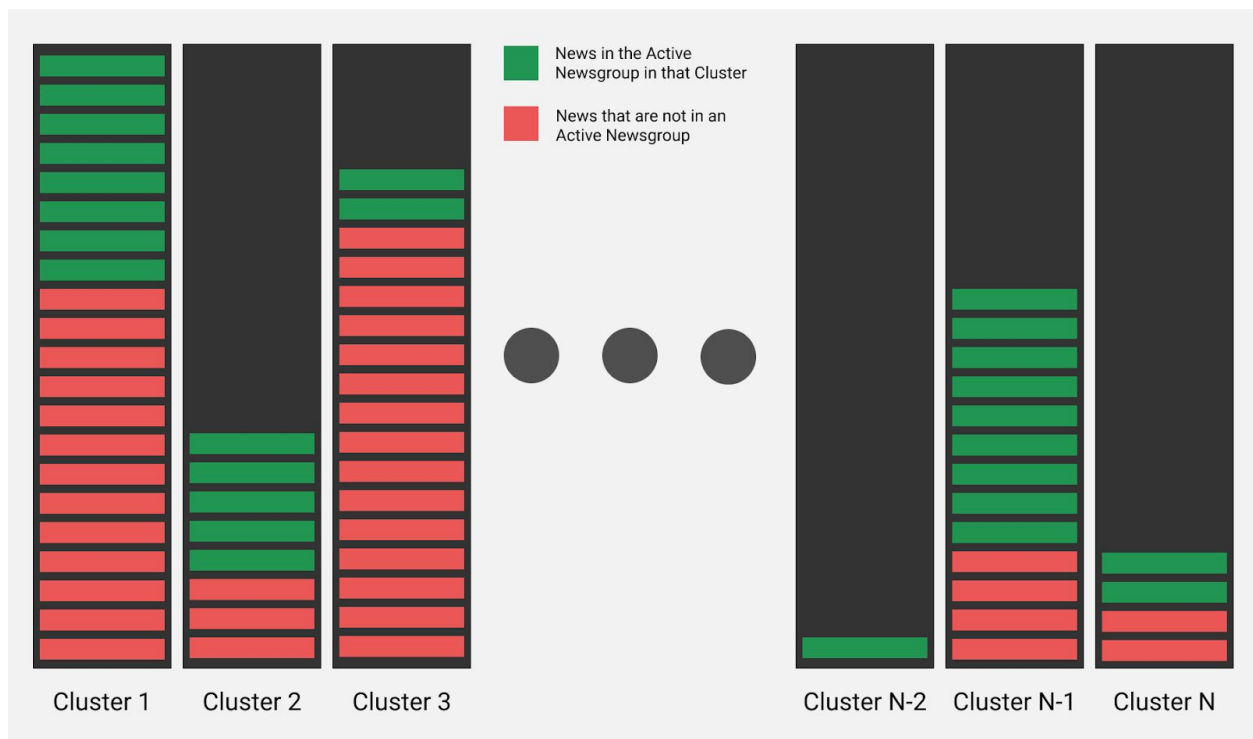 News in the Active
Newsgroup in that Cluster
News that are not in an
Active Newsgroup
Cluster 1
Cluster 2
Cluster 3
Cluster N-2
Cluster N-1
Cluster N